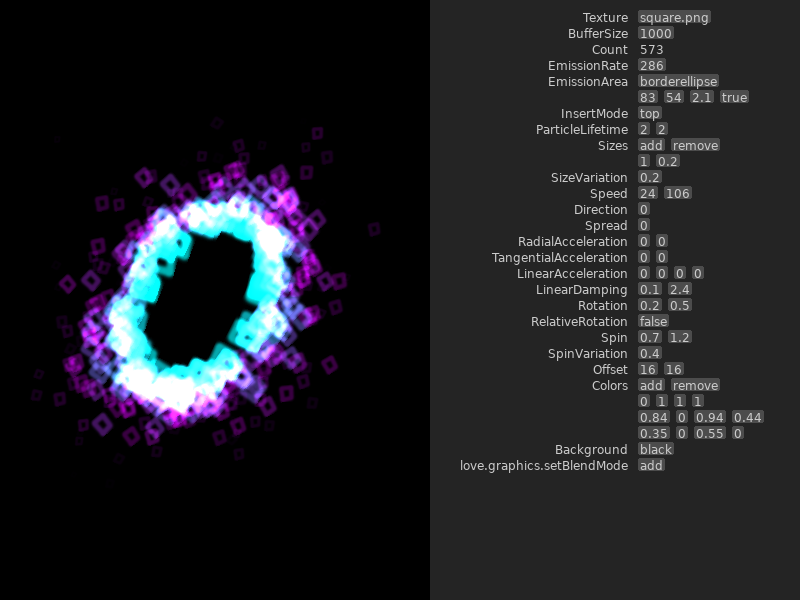 Texture square.png
BufferSize 1000
Count 573
EmissionRate 286
EmissionArea borderellipse
83 54 2.1 true
InsertMode top
ParticleLifetime 2 2
Sizes add remove
1 0.2
SizeVariation 0.2
Speed 24 106
Direction 0
Spread 0
RadialAcceleration 0 0
TangentialAcceleration 0 0
LinearAcceleration 0 0 0 0
LinearDamping 0.1 2.4
Rotation 0.2 0.5
RelativeRotation false
Spin 0.7 1.2
SpinVariation 0.4
Offset 16 16
Colors add remove
0 1 1 1
0.84 0 0.94 0.44
0.35 0 0.55 0
Background black
love.graphics.setBlendMode add